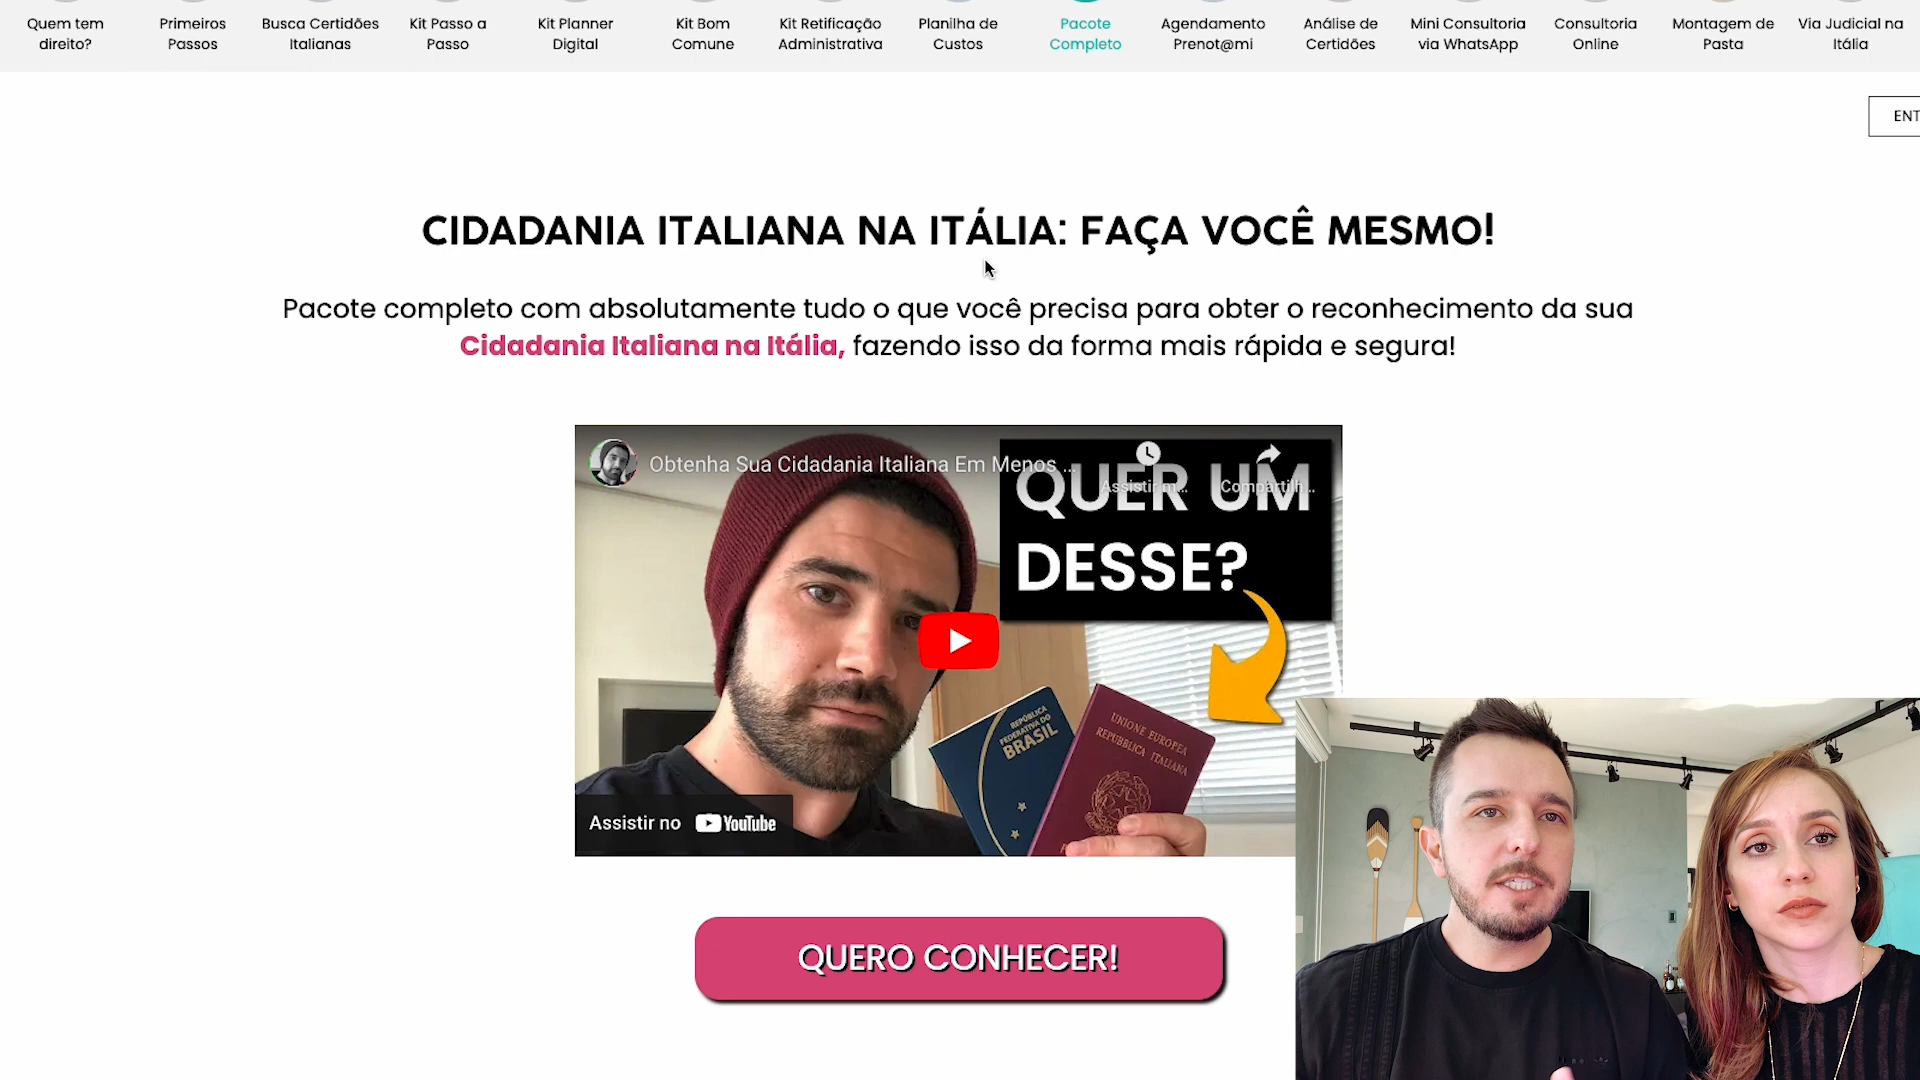 Quem tem
direito?
Primeiros
Passos
Busca Certidões
Italianas
Kit Passo a
Passo
Kit Planner
Digital
Kit Bom
Comune
Kit Retificação
Administrativa
Planilha de
Custos
Pacote
Completo
Agendamento
Prenot@mi
Análise de
Certidões
Mini Consultoria
via WhatsApp
Consultoria
Online
Montagem de
Pasta
Via Judicial na
Itália
ENT
CIDADANIA ITALIANA NA ITÁLIA: FAÇA VOCÊ MESMO!
Pacote completo com absolutamente tudo o que você precisa para obter o reconhecimento da sua
Cidadania Italiana na Itália, fazendo isso da forma mais rápida e segura!
Obtenha Sua Cidadania Italiana Em Menos ...
Assistir m...
Compartilh...
QUER UM
DESSE?
REPÚBLICA
FEDERATIVA DO
BRASIL
UNIONE EUROPEA
REPUBBLICA ITALIANA
Assistir no YouTube
QUERO CONHECER!